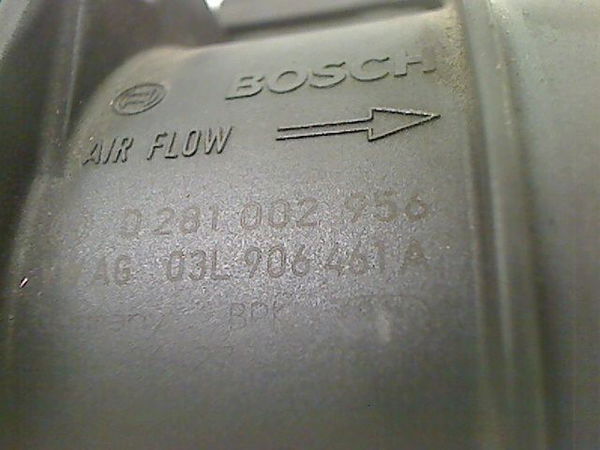 BOSCH
AIR FLOW
0 281 002 956
AG 03L 906 461 A